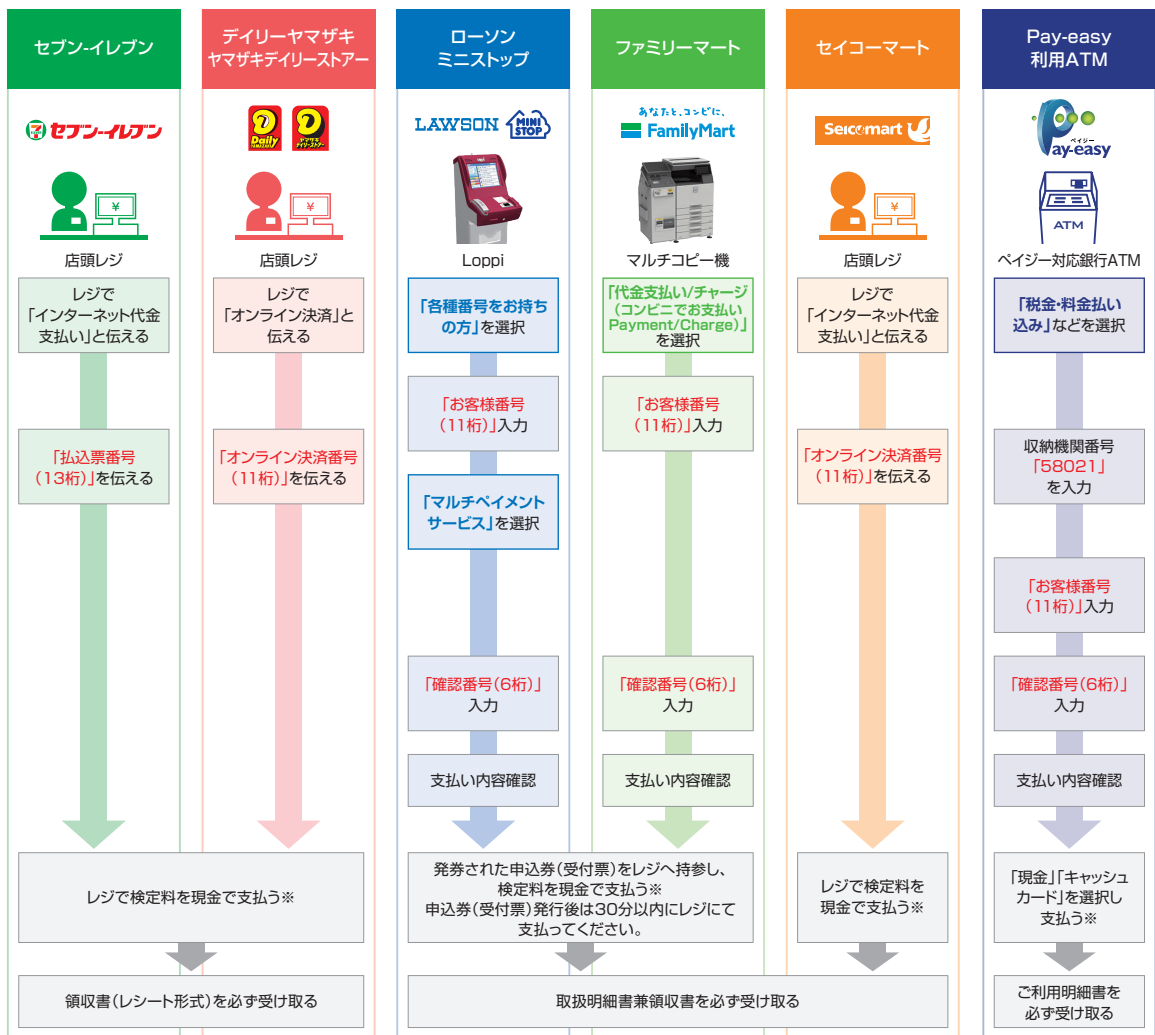 セブン-イレブン
セブン-イレブン
¥
店頭レジ
レジで
「インターネット代金
支払い」と伝える
「払込票番号
(13桁)」を伝える
デイリーヤマザキ
ヤマザキデイリーストアー
Daily
YAMAZAKI
ヤマザキ
デイリーストアー
¥
店頭レジ
レジで
「オンライン決済」と
伝える
「オンライン決済番号
(11桁)」を伝える
レジで検定料を現金で支払う※
領収書(レシート形式)を必ず受け取る
ローソン
ミニストップ
LAWSON
MINI
STOP
Loppi
「各種番号をお持ち
の方」を選択
「お客様番号
(11桁)」入力
「マルチペイメント
サービス」を選択
「確認番号(6桁)」
入力
支払い内容確認
ファミリーマート
あなたと、コンビに、
FamilyMart
マルチコピー機
「代金支払い/チャージ
(コンビニでお支払い
Payment/Charge)」
を選択
「お客様番号
(11桁)」入力
「確認番号(6桁)」
入力
支払い内容確認
発券された申込券(受付票)をレジへ持参し、
検定料を現金で支払う※
申込券(受付票)発行後は30分以内にレジにて
支払ってください。
セイコーマート
Seicomart
¥
店頭レジ
レジで
「インターネット代金
支払い」と伝える
「オンライン決済番号
(11桁)」を伝える
レジで検定料を
現金で支払う※
取扱明細書兼領収書を必ず受け取る
Pay-easy
利用ATM
ペイジー
Pay-easy
ATM
ペイジー対応銀行ATM
「税金・料金払い
込み」などを選択
収納機関番号
「58021」
を入力
「お客様番号
(11桁)」入力
「確認番号(6桁)」
入力
支払い内容確認
「現金」「キャッシュ
カード」を選択し
支払う※
ご利用明細書を
必ず受け取る